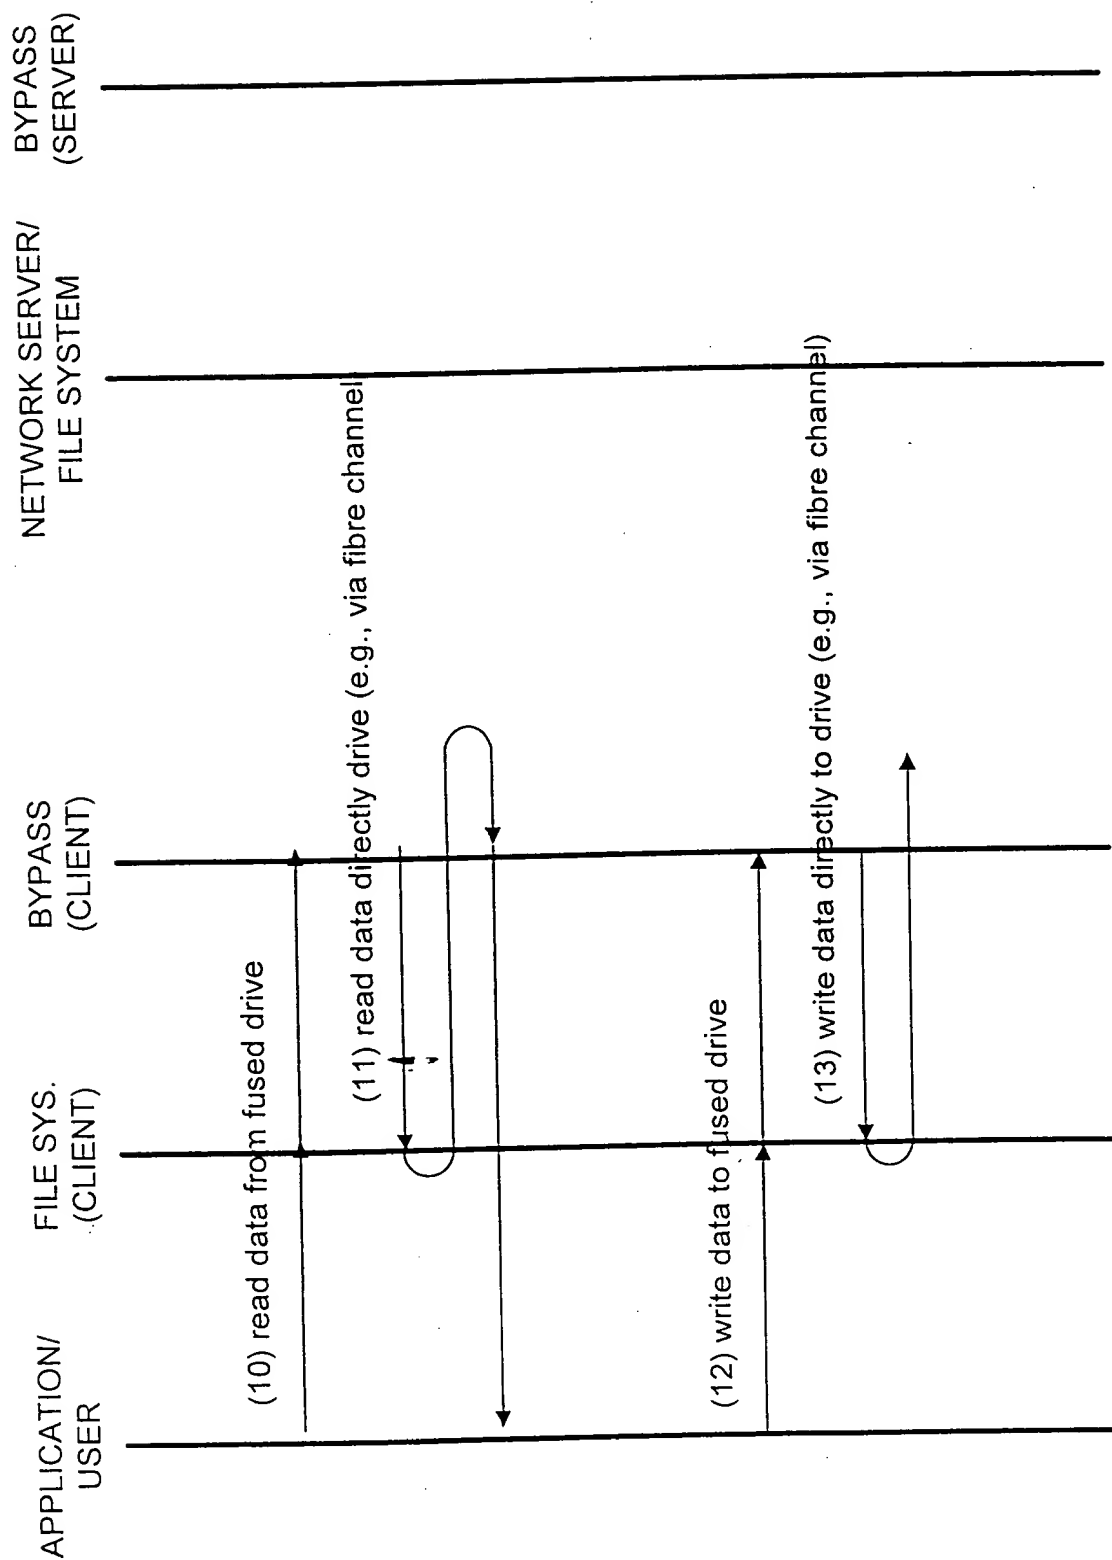 APPLICATION/
USER
FILE SYS.
(CLIENT)
BYPASS
(CLIENT)
NETWORK SERVER/
FILE SYSTEM
BYPASS
(SERVER)
(10) read data from fused drive
(11) read data directly drive (e.g., via fibre channel)
(12) write data to fused drive
(13) write data directly to drive (e.g., via fibre channel)